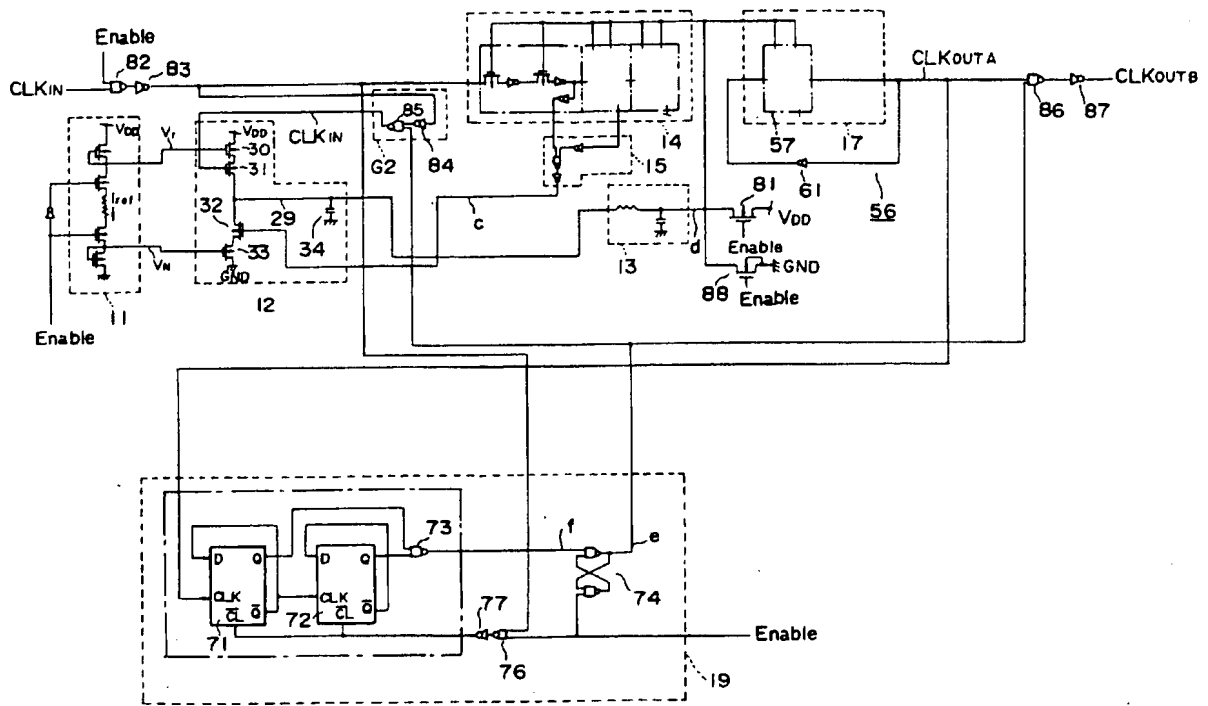 Enable
82
83
CLKIN
CLKOUTA
CLKOUTB
86
87
VDD
V1
VDD
30
31
Iref
CLKIN
85
G2
84
14
15
57
17
61
56
32
29
34
33
VN
GND
12
11
Enable
c
13
d
81
VDD
Enable
88
GND
Enable
73
f
e
D
Q
CLK
CL
Q
71
D
Q
CLK
CL
Q
72
77
76
74
Enable
19